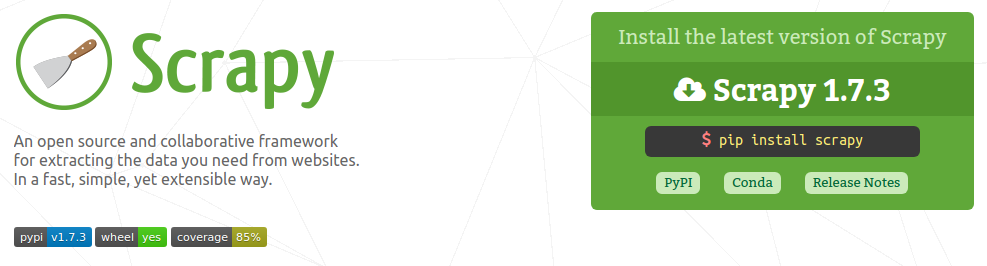 Scrapy
An open source and collaborative framework
for extracting the data you need from websites.
In a fast, simple, yet extensible way.
pypi v1.7.3 wheel yes coverage 85%
Install the latest version of Scrapy
Scrapy 1.7.3
$ pip install scrapy
PyPI Conda Release Notes